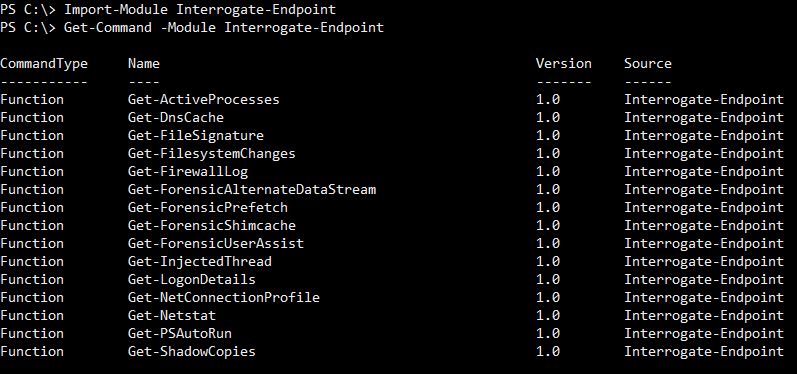 PS C:\> Import-Module Interrogate-Endpoint
PS C:\> Get-Command -Module Interrogate-Endpoint
CommandType Name Version Source
----------- ---- ------- ------
Function Get-ActiveProcesses 1.0 Interrogate-Endpoint
Function Get-DnsCache 1.0 Interrogate-Endpoint
Function Get-FileSignature 1.0 Interrogate-Endpoint
Function Get-FilesystemChanges 1.0 Interrogate-Endpoint
Function Get-FirewallLog 1.0 Interrogate-Endpoint
Function Get-ForensicAlternateDataStream 1.0 Interrogate-Endpoint
Function Get-ForensicPrefetch 1.0 Interrogate-Endpoint
Function Get-ForensicShimcache 1.0 Interrogate-Endpoint
Function Get-ForensicUserAssist 1.0 Interrogate-Endpoint
Function Get-InjectedThread 1.0 Interrogate-Endpoint
Function Get-LogonDetails 1.0 Interrogate-Endpoint
Function Get-NetConnectionProfile 1.0 Interrogate-Endpoint
Function Get-Netstat 1.0 Interrogate-Endpoint
Function Get-PSAutoRun 1.0 Interrogate-Endpoint
Function Get-ShadowCopies 1.0 Interrogate-Endpoint